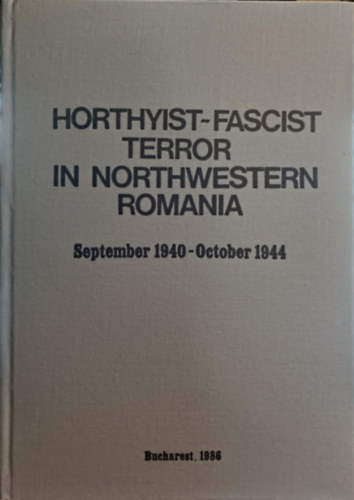 HORTHYIST-FASCIST
TERROR
IN NORTHWESTERN
ROMANIA
September 1940-October 1944
Bucharest, 1986